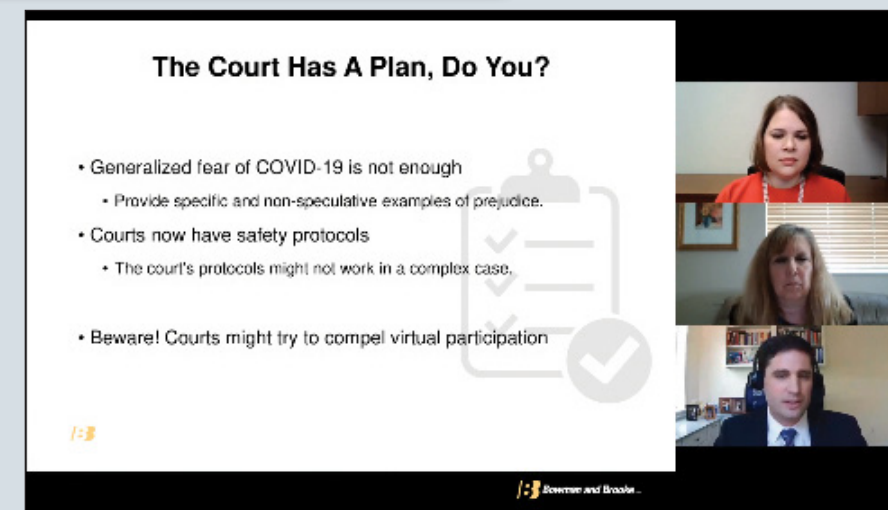 The Court Has A Plan, Do You?
• Generalized fear of COVID-19 is not enough
• Provide specific and non-speculative examples of prejudice.
• Courts now have safety protocols
• The court's protocols might not work in a complex case.
• Beware! Courts might try to compel virtual participation
B
B Bowman and Brooke LLP